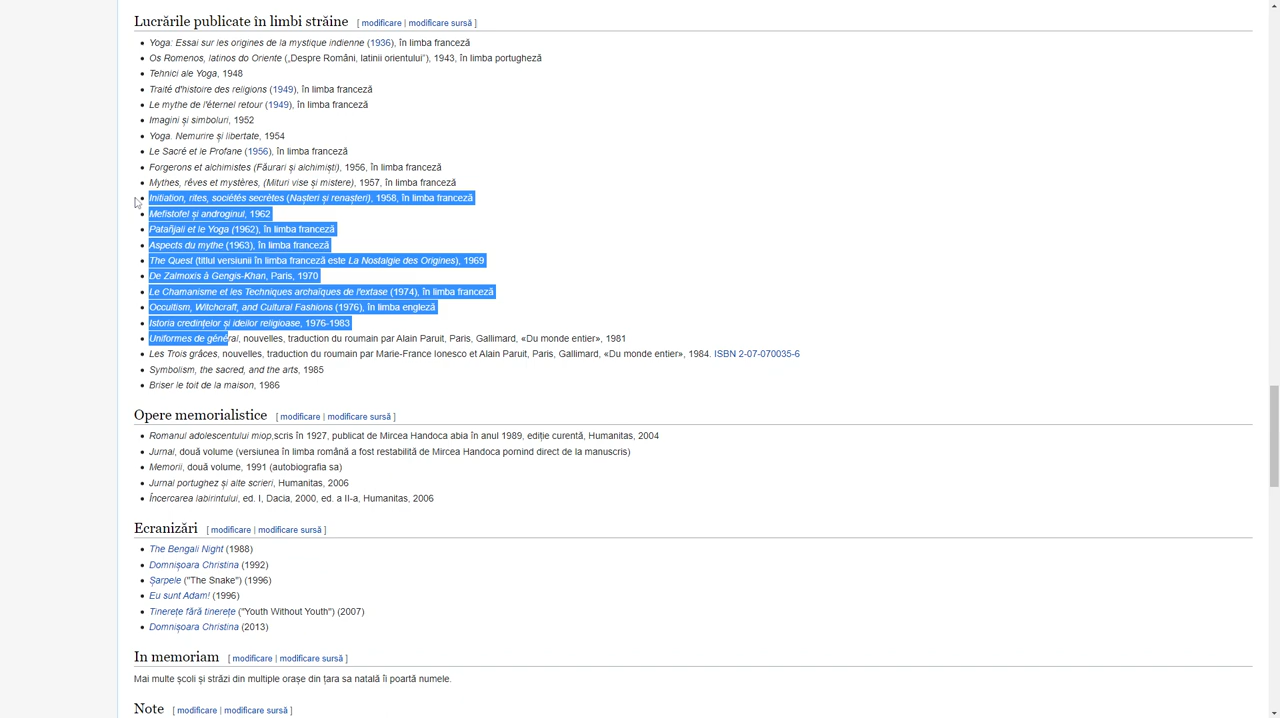 Lucrările publicate în limbi străine [ modificare | modificare sursă ]
Yoga: Essai sur les origines de la mystique indienne (1936), în limba franceză
Os Romenos, latinos do Oriente („Despre Români, latinii orientului”), 1943, în limba portugheză
Tehnici ale Yoga, 1948
Traité d'histoire des religions (1949), în limba franceză
Le mythe de l'éternel retour (1949), în limba franceză
Imagini și simboluri, 1952
Yoga. Nemurire și libertate, 1954
Le Sacré et le Profane (1956), în limba franceză
Forgerons et alchimistes (Făurari și alchimiști), 1956, în limba franceză
Mythes, rêves et mystères, (Mituri vise și mistere), 1957, în limba franceză
Initiation, rites, sociétés secrètes (Nașteri și renașteri), 1958, în limba franceză
Mefistofel și androginul, 1962
Patañjali et le Yoga (1962), în limba franceză
Aspects du mythe (1963), în limba franceză
The Quest (titlul versiunii în limba franceză este La Nostalgie des Origines), 1969
De Zalmoxis à Gengis-Khan, Paris, 1970
Le Chamanisme et les Techniques archaïques de l'extase (1974), în limba franceză
Occultism, Witchcraft, and Cultural Fashions (1976), în limba engleză
Istoria credințelor și ideilor religioase, 1976-1983
Uniformes de général, nouvelles, traduction du roumain par Alain Paruit, Paris, Gallimard, «Du monde entier», 1981
Les Trois grâces, nouvelles, traduction du roumain par Marie-France Ionesco et Alain Paruit, Paris, Gallimard, «Du monde entier», 1984. ISBN 2-07-070035-6
Symbolism, the sacred, and the arts, 1985
Briser le toit de la maison, 1986
Opere memorialistice [ modificare | modificare sursă ]
Romanul adolescentului miop,scris în 1927, publicat de Mircea Handoca abia în anul 1989, ediție curentă, Humanitas, 2004
Jurnal, două volume (versiunea în limba română a fost restabilită de Mircea Handoca pornind direct de la manuscris)
Memorii, două volume, 1991 (autobiografia sa)
Jurnal portughez și alte scrieri, Humanitas, 2006
Încercarea labirintului, ed. I, Dacia, 2000, ed. a II-a, Humanitas, 2006
Ecranizări [ modificare | modificare sursă ]
The Bengali Night (1988)
Domnișoara Christina (1992)
Șarpele ("The Snake") (1996)
Eu sunt Adam! (1996)
Tinerețe fără tinerețe ("Youth Without Youth") (2007)
Domnișoara Christina (2013)
In memoriam [ modificare | modificare sursă ]
Mai multe școli și străzi din multiple orașe din țara sa natală îi poartă numele.
Note [ modificare | modificare sursă ]